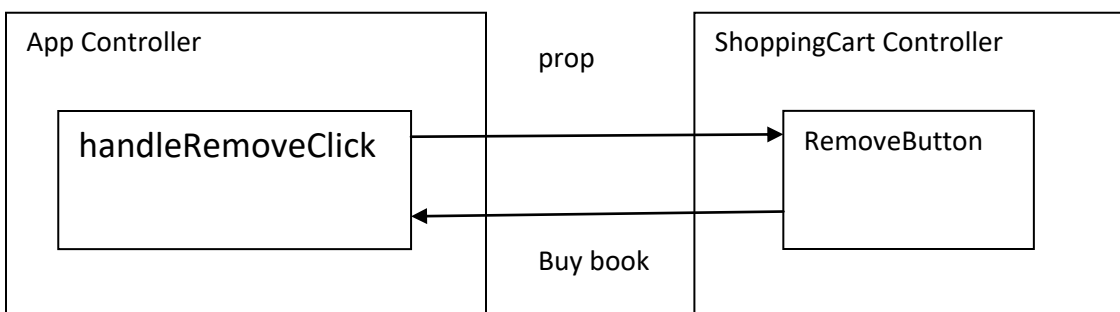 App Controller
prop
ShoppingCart Controller
handleRemoveClick
RemoveButton
Buy book